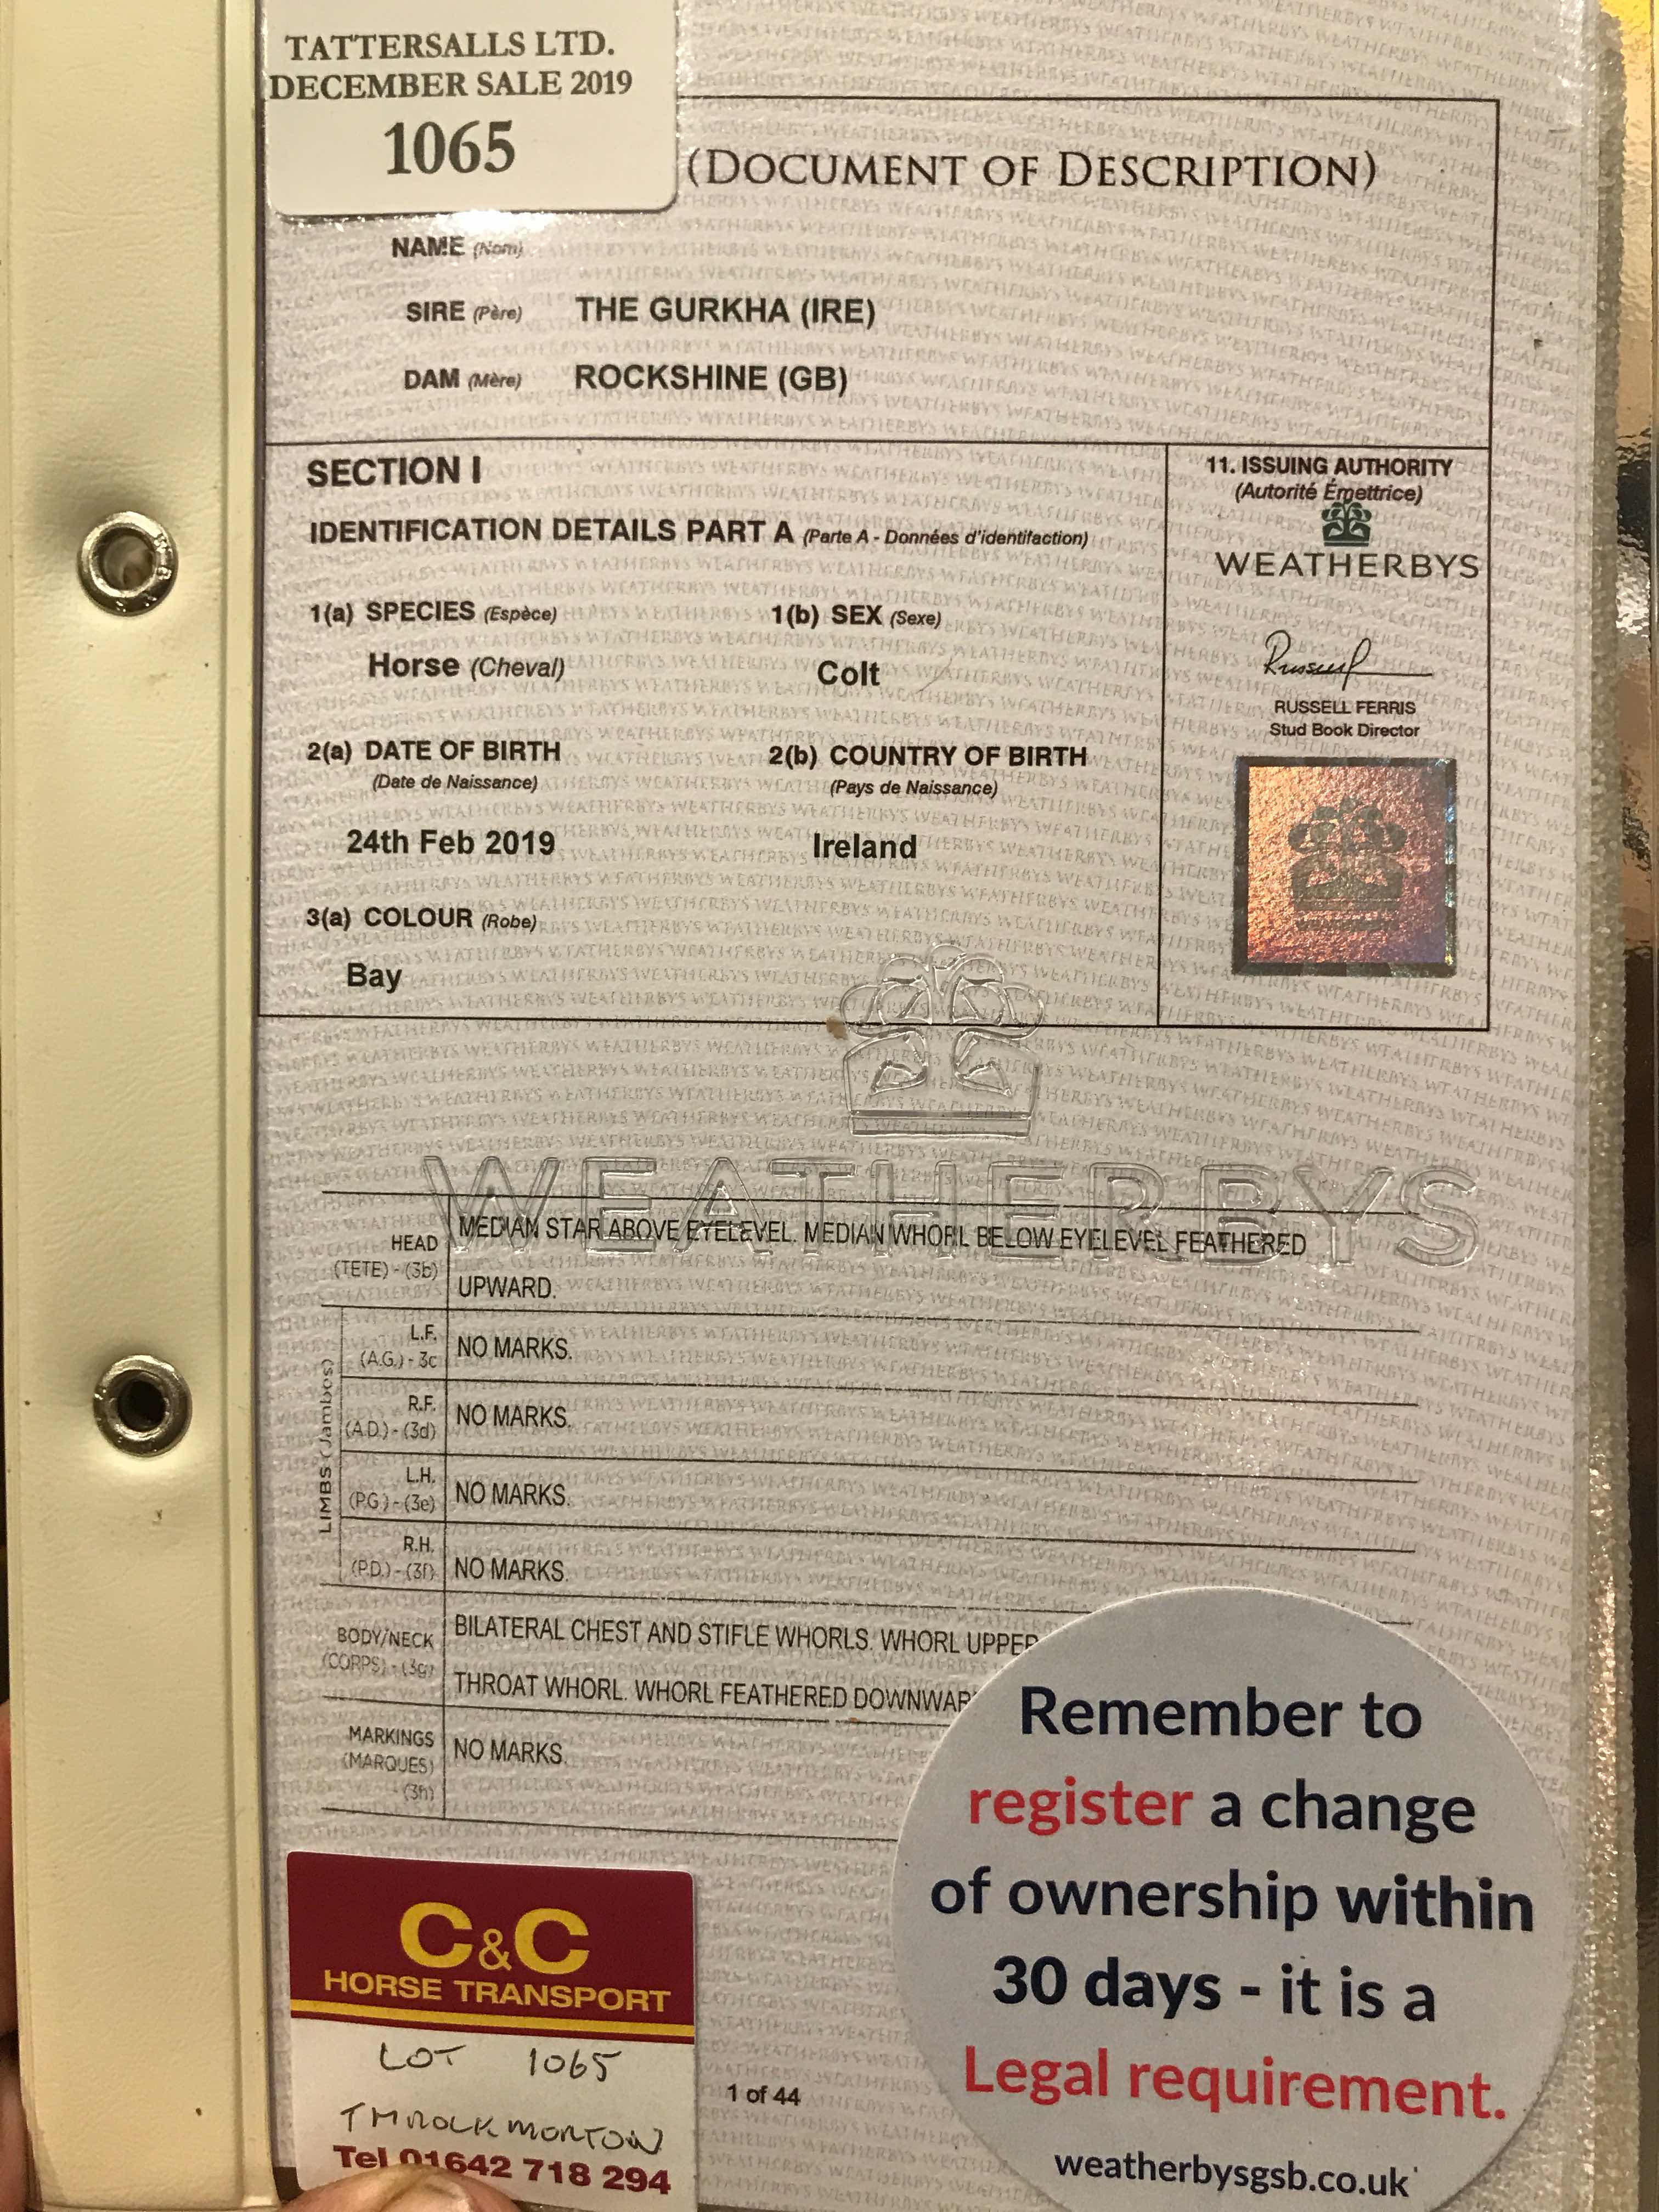 TATTERSALLS LTD.
DECEMBER SALE 2019
1065
(DOCUMENT OF DESCRIPTION)
NAME (Nom)
SIRE (Père) THE GURKHA (IRE)
DAM (Mère) ROCKSHINE (GB)
SECTION I
IDENTIFICATION DETAILS PART A (Parte A - Données d'identifaction)
1(a) SPECIES (Espèce) 1(b) SEX (Sexe)
Horse (Cheval) Colt
2(a) DATE OF BIRTH 2(b) COUNTRY OF BIRTH
(Date de Naissance) (Pays de Naissance)
24th Feb 2019 Ireland
3(a) COLOUR (Robe)
Bay
11. ISSUING AUTHORITY
(Autorité Émettrice)
WEATHERBYS
RUSSELL FERRIS
Stud Book Director
WEATHERBYS
HEAD MEDIAN STAR ABOVE EYELEVEL. MEDIAN WHORL BELOW EYELEVEL FEATHERED
(TETE) - (3b) UPWARD.
LIMBS (Jambos)
L.F. NO MARKS.
(A.G.) - 3c
R.F. NO MARKS.
(A.D.) - (3d)
L.H. NO MARKS.
(P.G.) - (3e)
R.H. NO MARKS.
(P.D.) - (3f)
BODY/NECK BILATERAL CHEST AND STIFLE WHORLS. WHORL UPPER
(CORPS) - (3g) THROAT WHORL. WHORL FEATHERED
MARKINGS NO MARKS.
(MARQUES)
(3h)
C&C
HORSE TRANSPORT
LOT 1065
THROCKMORTON
Tel 01642 718 294
1 of 44
Remember to
register a change
of ownership within
30 days - it is a
Legal requirement.
weatherbysgsb.co.uk